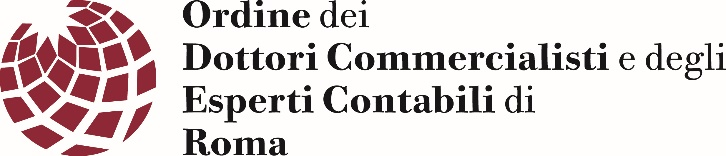 Ordine dei
Dottori Commercialisti e degli
Esperti Contabili di
Roma